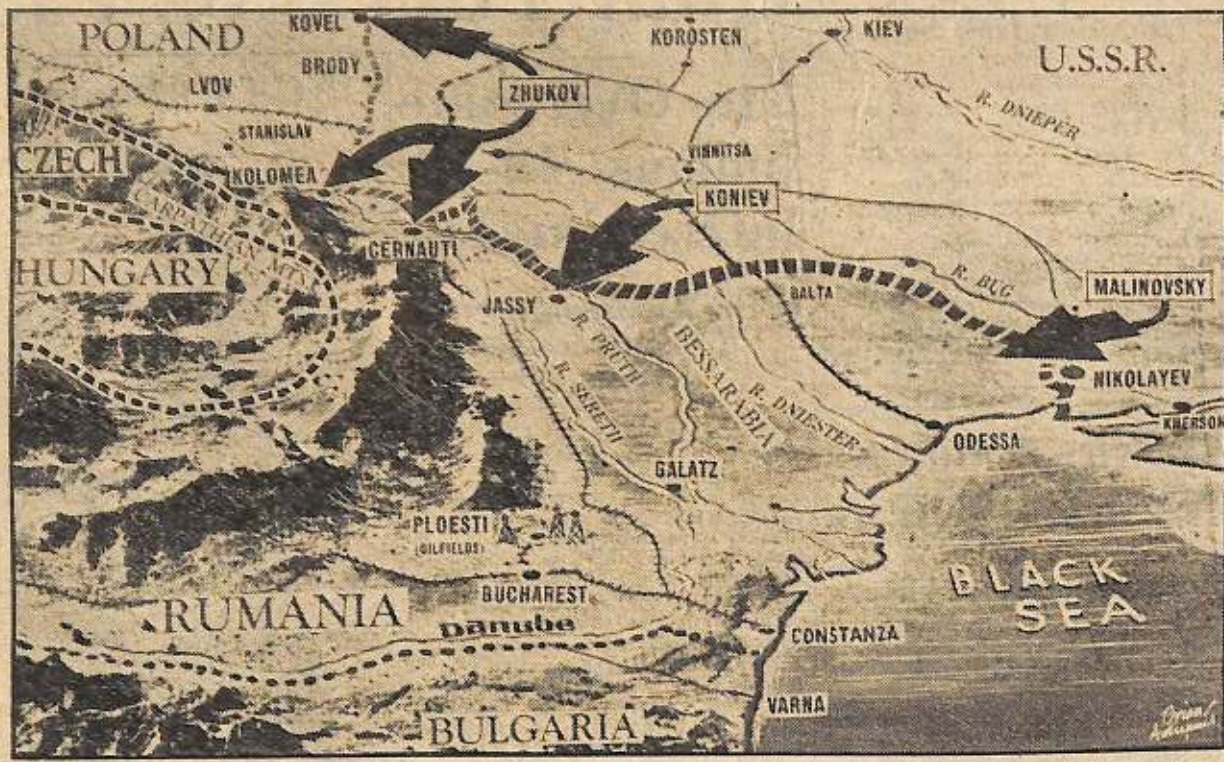 POLAND
KOVEL
KOROSTEN
KIEV
U.S.S.R.
BRODY
LVOV
ZHUKOV
R. DNIEPER
STANISLAV
CZECH
KOLOMEA
VINNITSA
KONIEV
CARPATHIAN MTS
HUNGARY
CERNAUTI
JASSY
BALTA
R. BUG
MALINOVSKY
R. PRUTH
BESSARABIA
R. DNIESTER
R. SERETH
NIKOLAYEV
KHERSON
ODESSA
GALATZ
PLOESTI
(OILFIELDS)
BLACK
SEA
BUCHAREST
RUMANIA
Danube
CONSTANZA
VARNA
BULGARIA